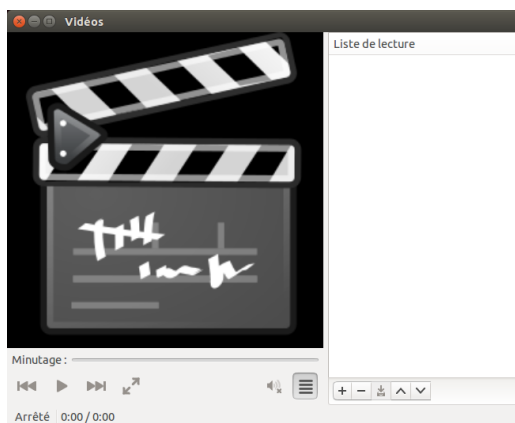 Vidéos
Liste de lecture
Minutage :
Arrêté 0:00 / 0:00